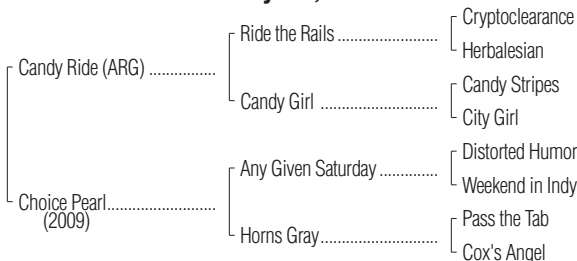 Cryptoclearance
Ride the Rails
Herbalesian
Candy Ride (ARG)
Candy Stripes
Candy Girl
City Girl
Distorted Humor
Any Given Saturday
Weekend in Indy
Choice Pearl
(2009)
Pass the Tab
Horns Gray
Cox's Angel